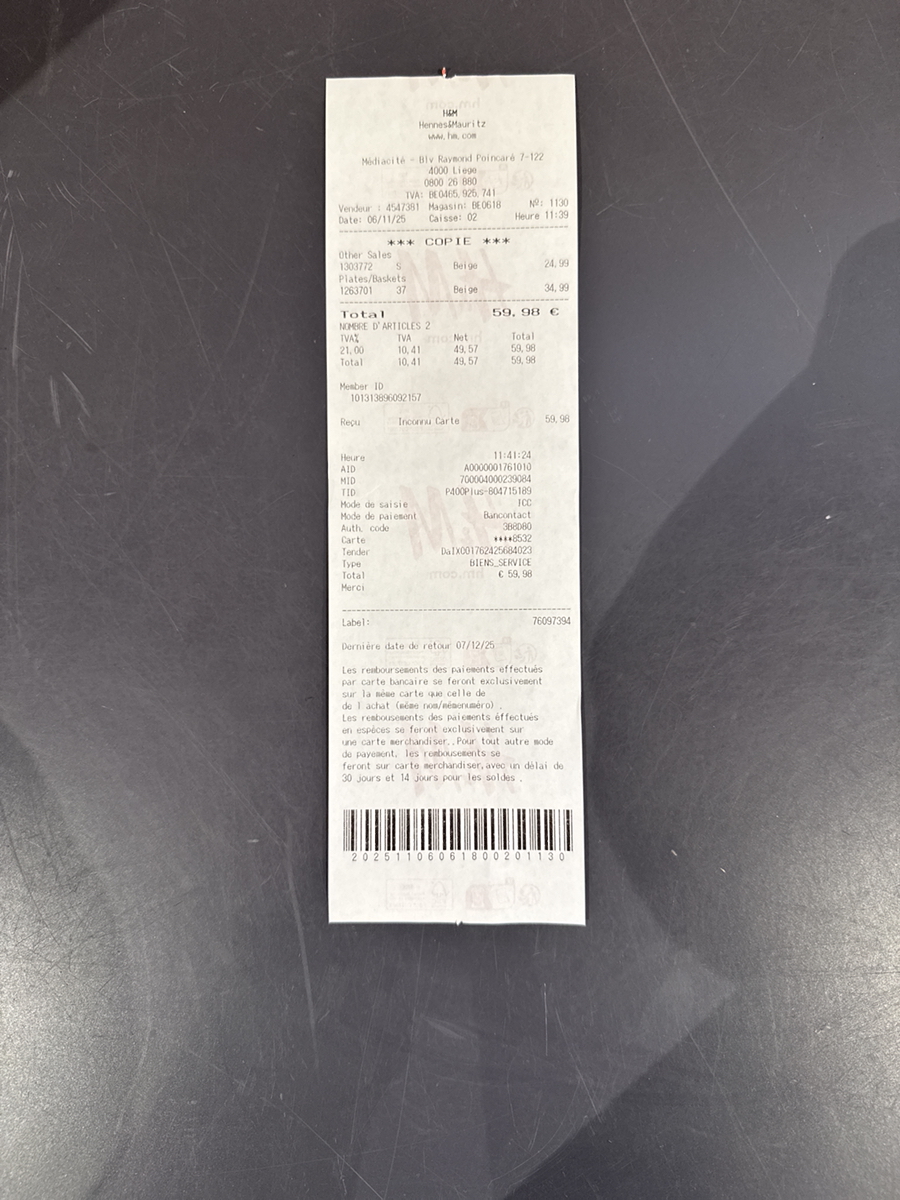 H&M
Hennes&Mauritz
www.hm.com
Médiacité - Blv Raymond Poincaré 7-122
4000 Liège
0800 26 880
TVA: BE0465.925.741
Vendeur : 4547381 Magasin: BE0618 Nº: 1130
Date: 06/11/25 Caisse: 02 Heure 11:39
*** COPIE ***
Other Sales
1303772 S Beige 24,99
Plates/Baskets
1263701 37 Beige 34,99
Total 59,98 €
NOMBRE D'ARTICLES 2
TVA% TVA Net Total
21,00 10,41 49,57 59,98
Total 10,41 49,57 59,98
Member ID
101313896092157
Reçu Inconnu Carte 59,98
Heure 11:41:24
AID A0000001761010
MID 700004000239084
TID P400Plus-804715189
Mode de saisie ICC
Mode de paiement Bancontact
Auth. code 3B8D80
Carte ****8532
Tender DaIX001762425684023
Type BIENS_SERVICE
Total € 59,98
Merci
Label: 76097394
Dernière date de retour 07/12/25
Les remboursements des paiements effectués
par carte bancaire se feront exclusivement
sur la même carte que celle de
de l achat (même nom/mêmenuméro) .
Les rembousements des paiements éffectués
en espèces se feront exclusivement sur
une carte merchandiser..Pour tout autre mode
de payement, les rembousements se
feront sur carte merchandiser,avec un délai de
30 jours et 14 jours pour les soldes .
2025110606180020 1130